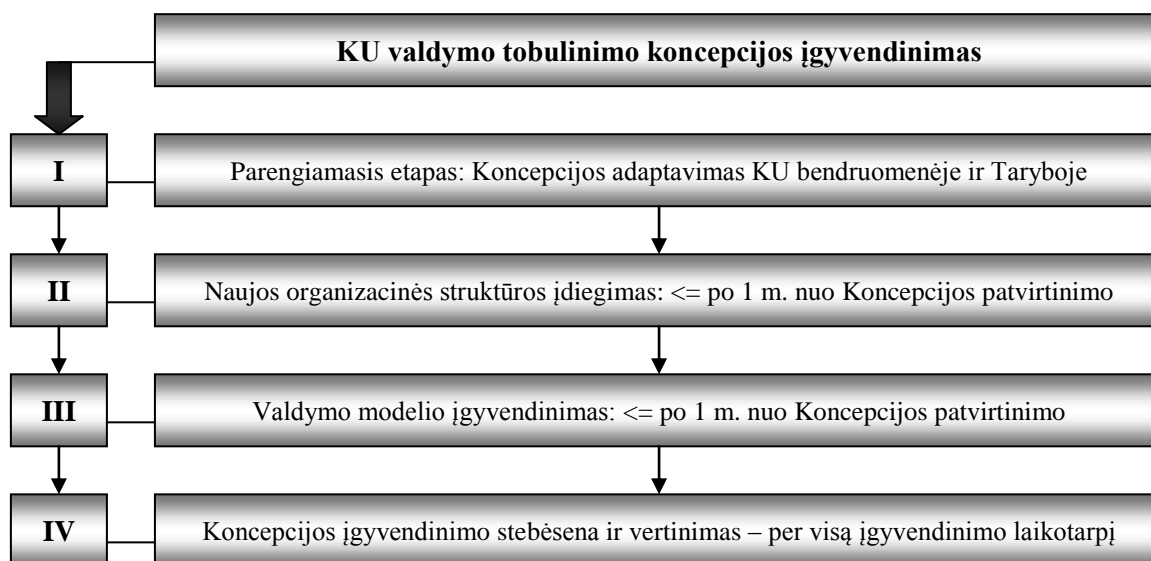 KU valdymo tobulinimo koncepcijos įgyvendinimas
I
Parengiamasis etapas: Koncepcijos adaptavimas KU bendruomenėje ir Taryboje
II
Naujos organizacinės struktūros įdiegimas: <= po 1 m. nuo Koncepcijos patvirtinimo
III
Valdymo modelio įgyvendinimas: <= po 1 m. nuo Koncepcijos patvirtinimo
IV
Koncepcijos įgyvendinimo stebėsena ir vertinimas – per visą įgyvendinimo laikotarpį